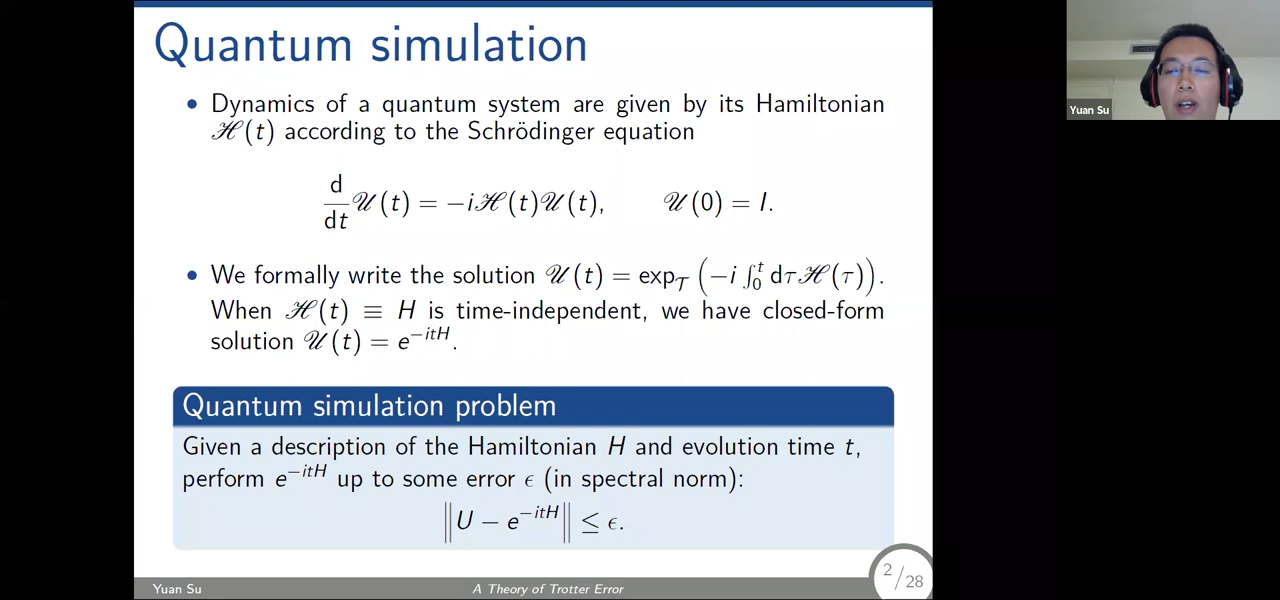 Quantum simulation
• Dynamics of a quantum system are given by its Hamiltonian
ℋ(t) according to the Schrödinger equation
d/dt 𝒰(t) = −iℋ(t)𝒰(t), 𝒰(0) = I.
• We formally write the solution 𝒰(t) = exp_𝒯(−i ∫₀ᵗ dτℋ(τ)).
When ℋ(t) ≡ H is time-independent, we have closed-form
solution 𝒰(t) = e^{−itH}.
Quantum simulation problem
Given a description of the Hamiltonian H and evolution time t,
perform e^{−itH} up to some error ϵ (in spectral norm):
‖U − e^{−itH}‖ ≤ ϵ.
Yuan Su
A Theory of Trotter Error
2/28
Yuan Su